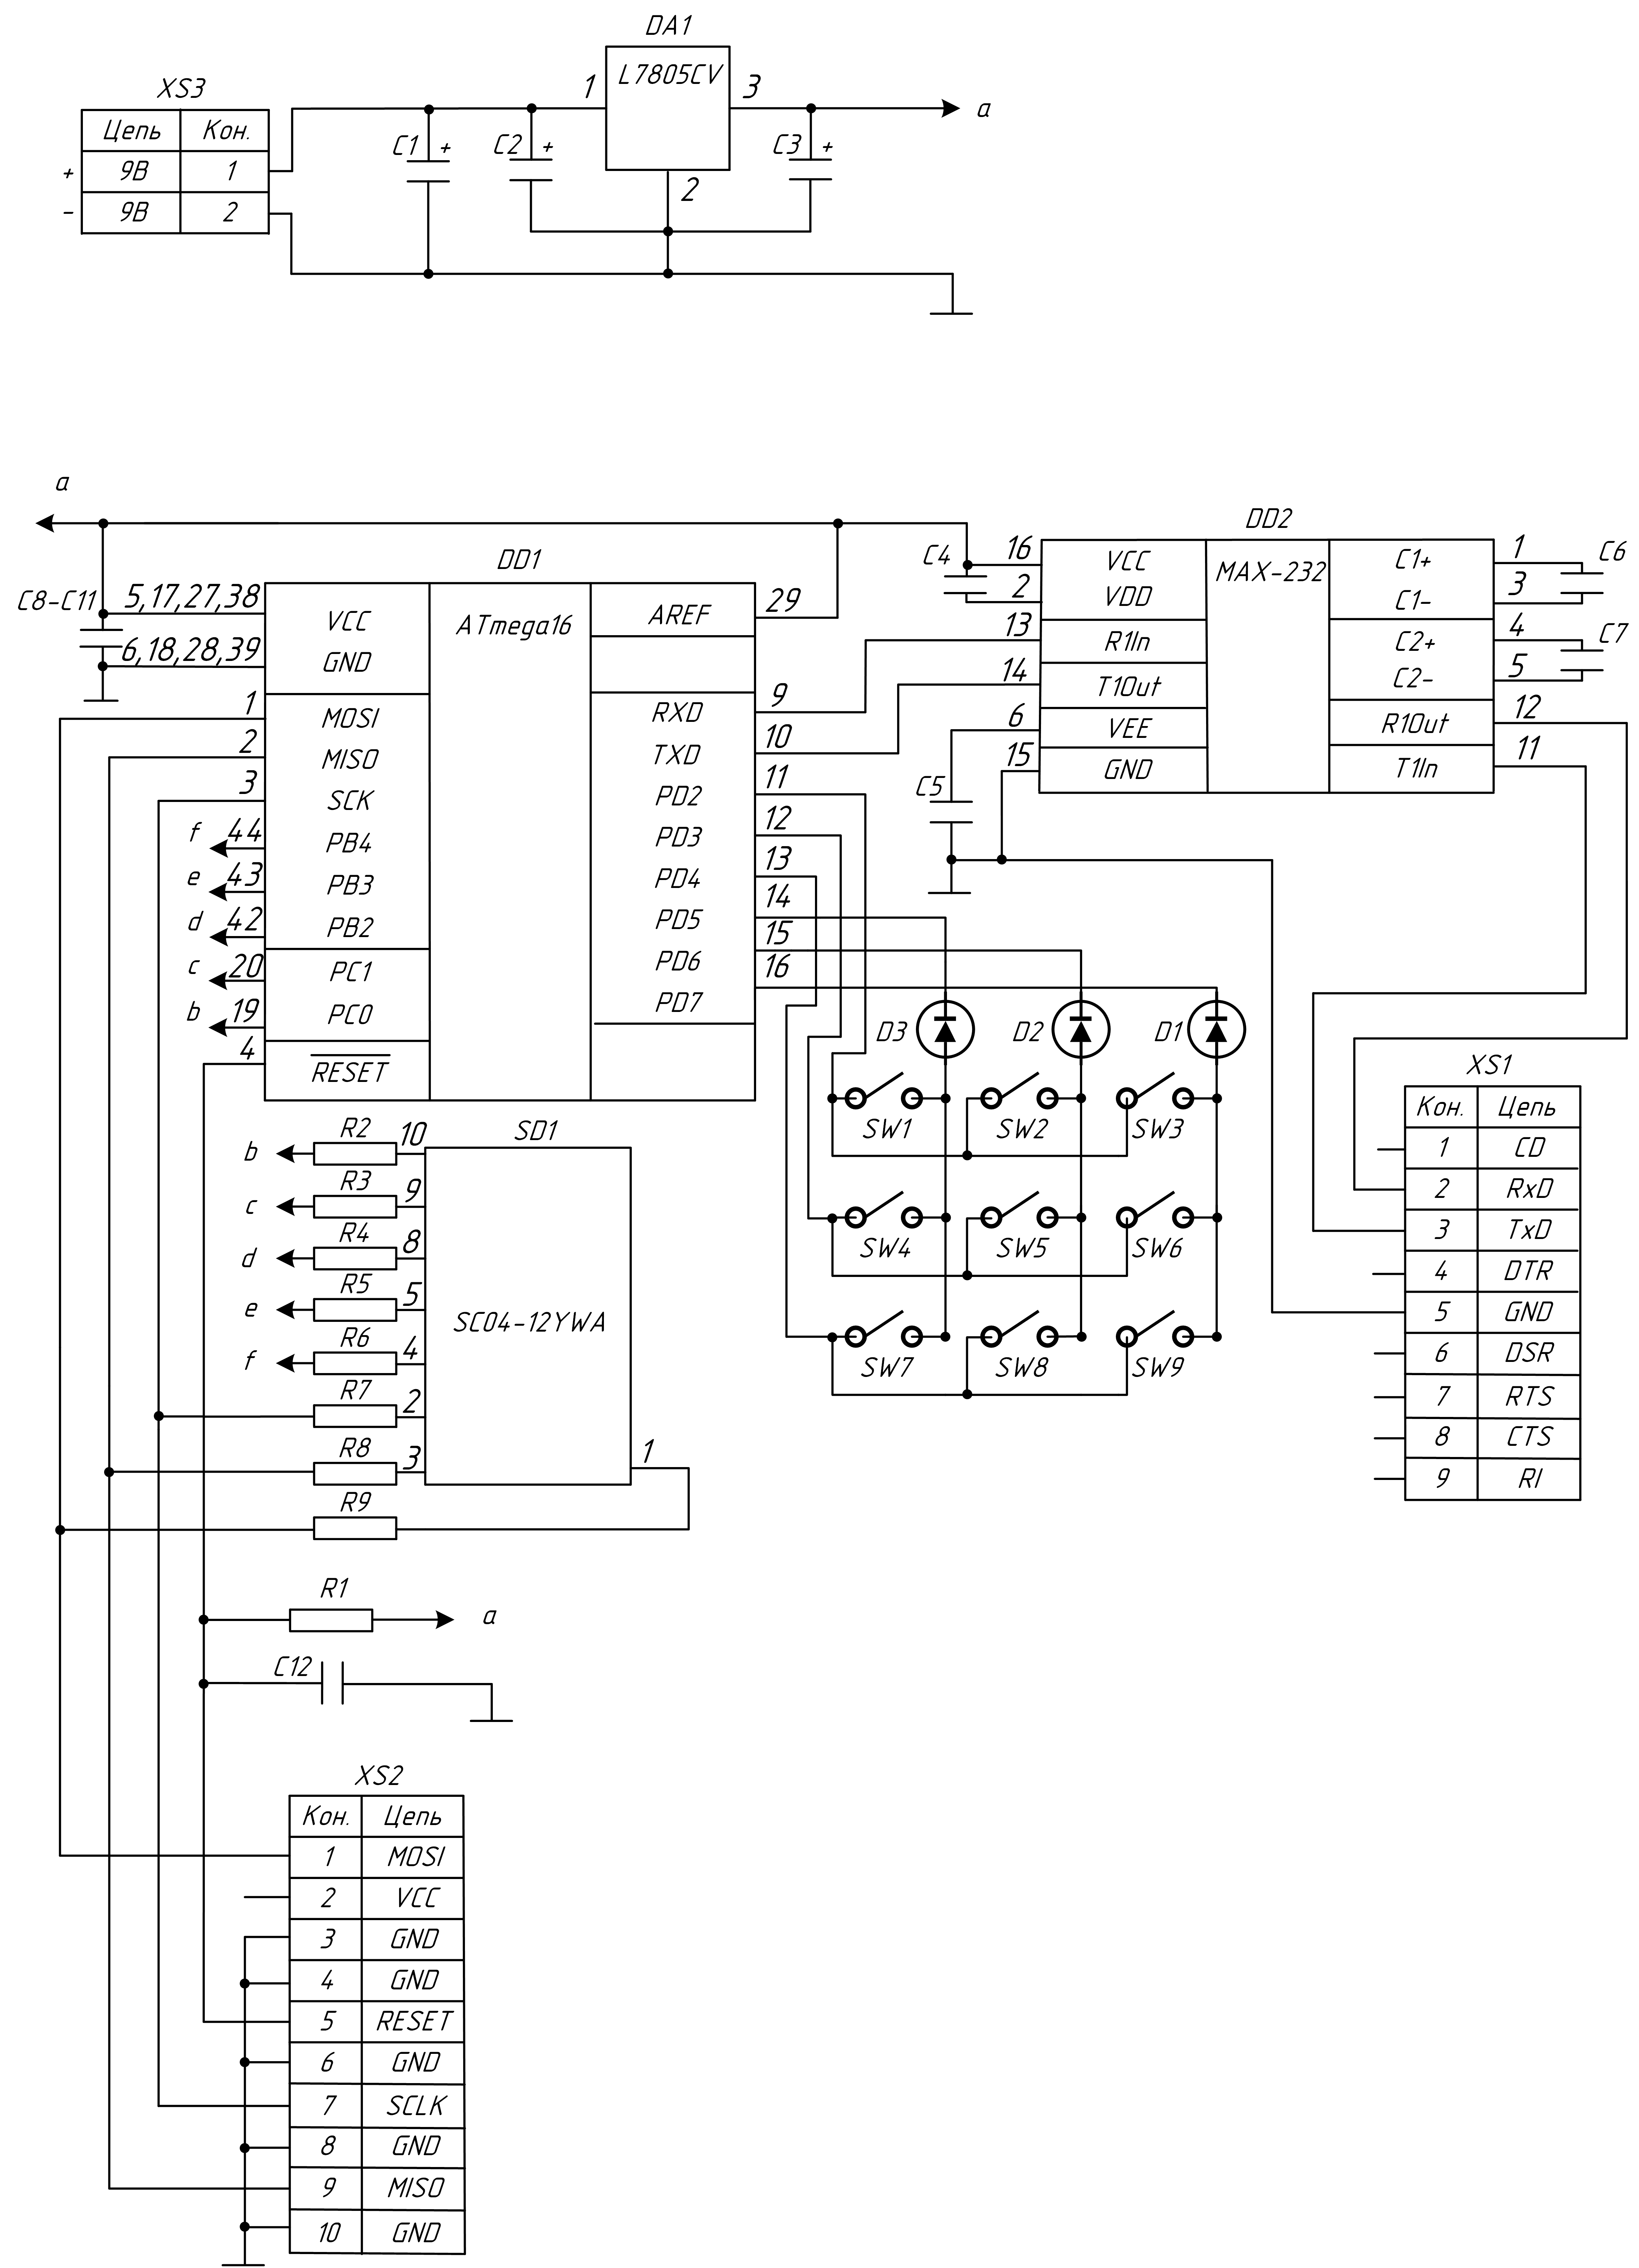 DA1
L7805CV
1
3
2
a
XS3
Цепь Кон.
+ 9В 1
- 9В 2
C1 +
C2 +
C3 +
a
DD1
ATmega16
C8-C11
5,17,27,38 VCC
6,18,28,39 GND
1 MOSI
2 MISO
3 SCK
f 44 PB4
e 43 PB3
d 42 PB2
c 20 PC1
b 19 PC0
4 RESET
AREF 29
RXD 9
TXD 10
PD2 11
PD3 12
PD4 13
PD5 14
PD6 15
PD7 16
DD2
MAX-232
C4
16 VCC
2 VDD
13 R1In
14 T1Out
6 VEE
15 GND
C5
C1+ 1
C1- 3
C6
C2+ 4
C2- 5
C7
R1Out 12
T1In 11
D3
D2
D1
SW1
SW2
SW3
SW4
SW5
SW6
SW7
SW8
SW9
XS1
Кон. Цепь
1 CD
2 RxD
3 TxD
4 DTR
5 GND
6 DSR
7 RTS
8 CTS
9 RI
SD1
SC04-12YWA
b R2 10
c R3 9
d R4 8
e R5 5
f R6 4
R7 2
R8 3
R9 1
R1 a
C12
XS2
Кон. Цепь
1 MOSI
2 VCC
3 GND
4 GND
5 RESET
6 GND
7 SCLK
8 GND
9 MISO
10 GND